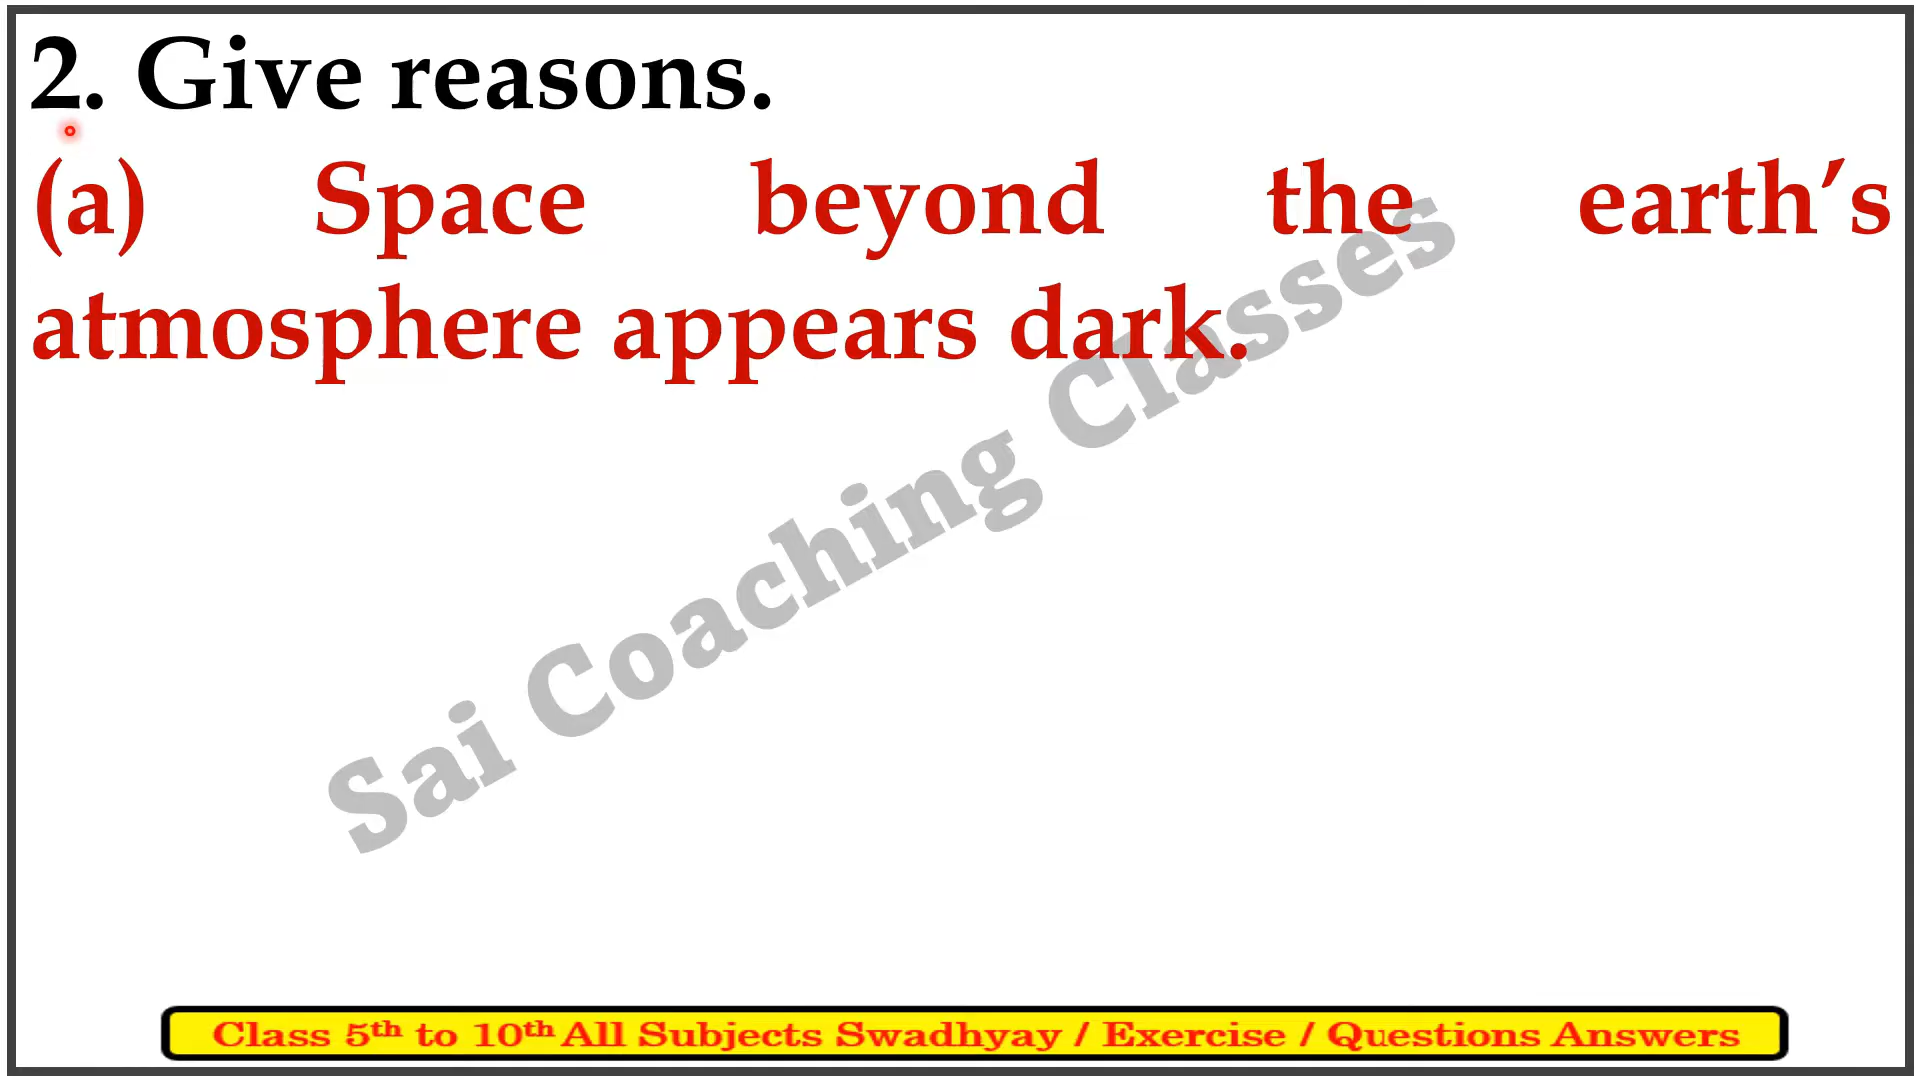 2. Give reasons.
(a) Space beyond the earth’s
atmosphere appears dark.
Sai Coaching Classes
Class 5th to 10th All Subjects Swadhyay / Exercise / Questions Answers